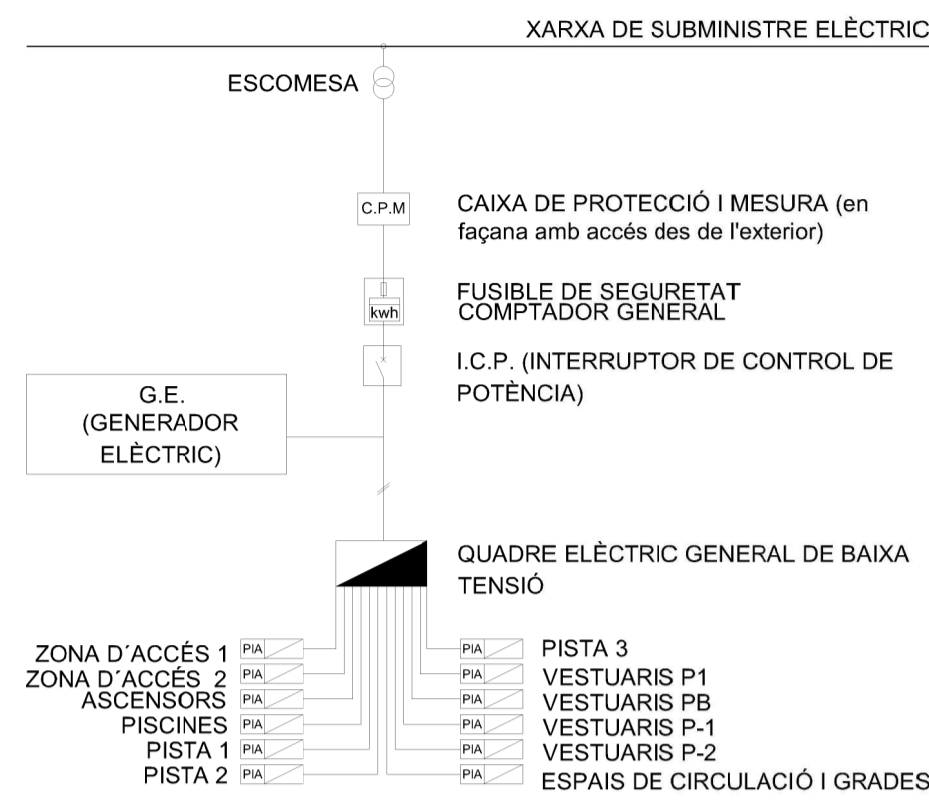 XARXA DE SUBMINISTRE ELÈCTRIC
ESCOMESA
C.P.M
CAIXA DE PROTECCIÓ I MESURA (en
façana amb accés des de l'exterior)
kwh
FUSIBLE DE SEGURETAT
COMPTADOR GENERAL
I.C.P. (INTERRUPTOR DE CONTROL DE
POTÈNCIA)
G.E.
(GENERADOR
ELÈCTRIC)
QUADRE ELÈCTRIC GENERAL DE BAIXA
TENSIÓ
ZONA D´ACCÉS 1 PIA
ZONA D´ACCÉS 2 PIA
ASCENSORS PIA
PISCINES PIA
PISTA 1 PIA
PISTA 2 PIA
PIA PISTA 3
PIA VESTUARIS P1
PIA VESTUARIS PB
PIA VESTUARIS P-1
PIA VESTUARIS P-2
PIA ESPAIS DE CIRCULACIÓ I GRADES